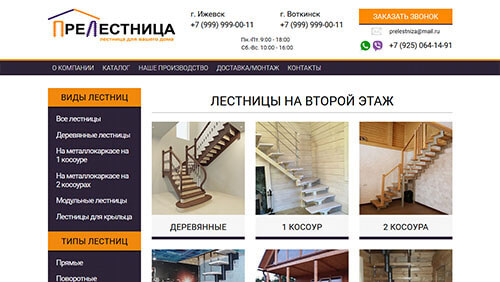 ПРЕЛЕСТНИЦА
лестница для вашего дома
г. Ижевск
+7 (999) 999-00-11
г. Воткинск
+7 (999) 999-00-11
Пн.-Пт. 9:00 - 18:00
Сб.-Вс. 10:00 - 16:00
ЗАКАЗАТЬ ЗВОНОК
prelestniza@mail.ru
+7 (925) 064-14-91
О КОМПАНИИ КАТАЛОГ НАШЕ ПРОИЗВОДСТВО ДОСТАВКА/МОНТАЖ КОНТАКТЫ
ВИДЫ ЛЕСТНИЦ
Все лестницы
Деревянные лестницы
На металлокаркасе на
1 косоуре
На металлокаркасе на
2 косоурах
Модульные лестницы
Лестницы для крыльца
ТИПЫ ЛЕСТНИЦ
Прямые
Поворотные
ЛЕСТНИЦЫ НА ВТОРОЙ ЭТАЖ
ДЕРЕВЯННЫЕ
1 КОСОУР
2 КОСОУРА